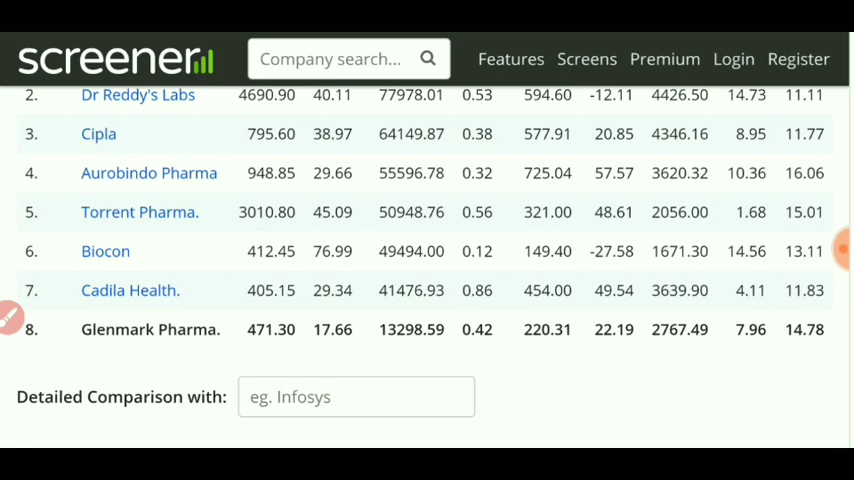 screener Company search... Features Screens Premium Login Register
2. Dr Reddy's Labs 4690.90 40.11 77978.01 0.53 594.60 -12.11 4426.50 14.73 11.11
3. Cipla 795.60 38.97 64149.87 0.38 577.91 20.85 4346.16 8.95 11.77
4. Aurobindo Pharma 948.85 29.66 55596.78 0.32 725.04 57.57 3620.32 10.36 16.06
5. Torrent Pharma. 3010.80 45.09 50948.76 0.56 321.00 48.61 2056.00 1.68 15.01
6. Biocon 412.45 76.99 49494.00 0.12 149.40 -27.58 1671.30 14.56 13.11
7. Cadila Health. 405.15 29.34 41476.93 0.86 454.00 49.54 3639.90 4.11 11.83
8. Glenmark Pharma. 471.30 17.66 13298.59 0.42 220.31 22.19 2767.49 7.96 14.78
Detailed Comparison with: eg. Infosys